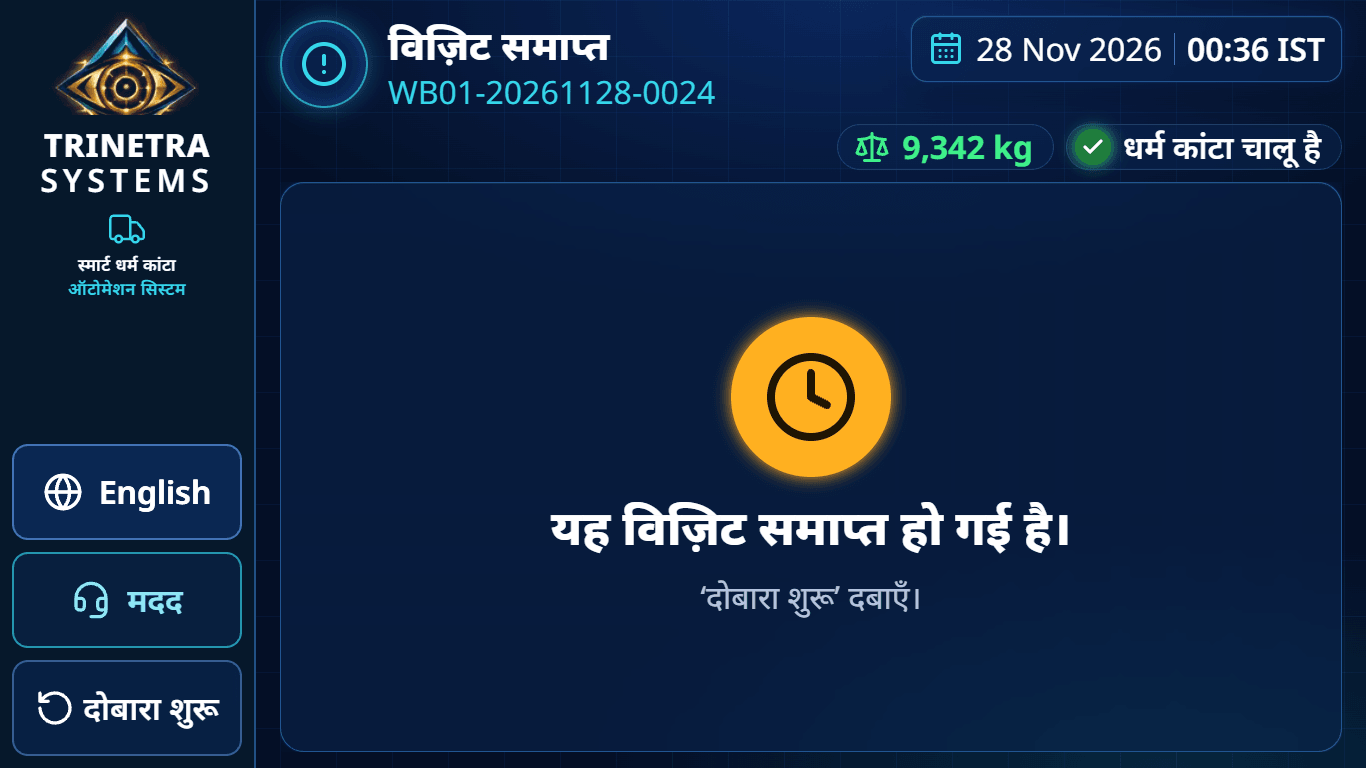 TRINETRA
SYSTEMS
स्मार्ट धर्म कांटा
ऑटोमेशन सिस्टम
English
मदद
दोबारा शुरू
विज़िट समाप्त
WB01-20261128-0024
28 Nov 2026
00:36 IST
9,342 kg
धर्म कांटा चालू है
यह विज़िट समाप्त हो गई है।
‘दोबारा शुरू’ दबाएँ।